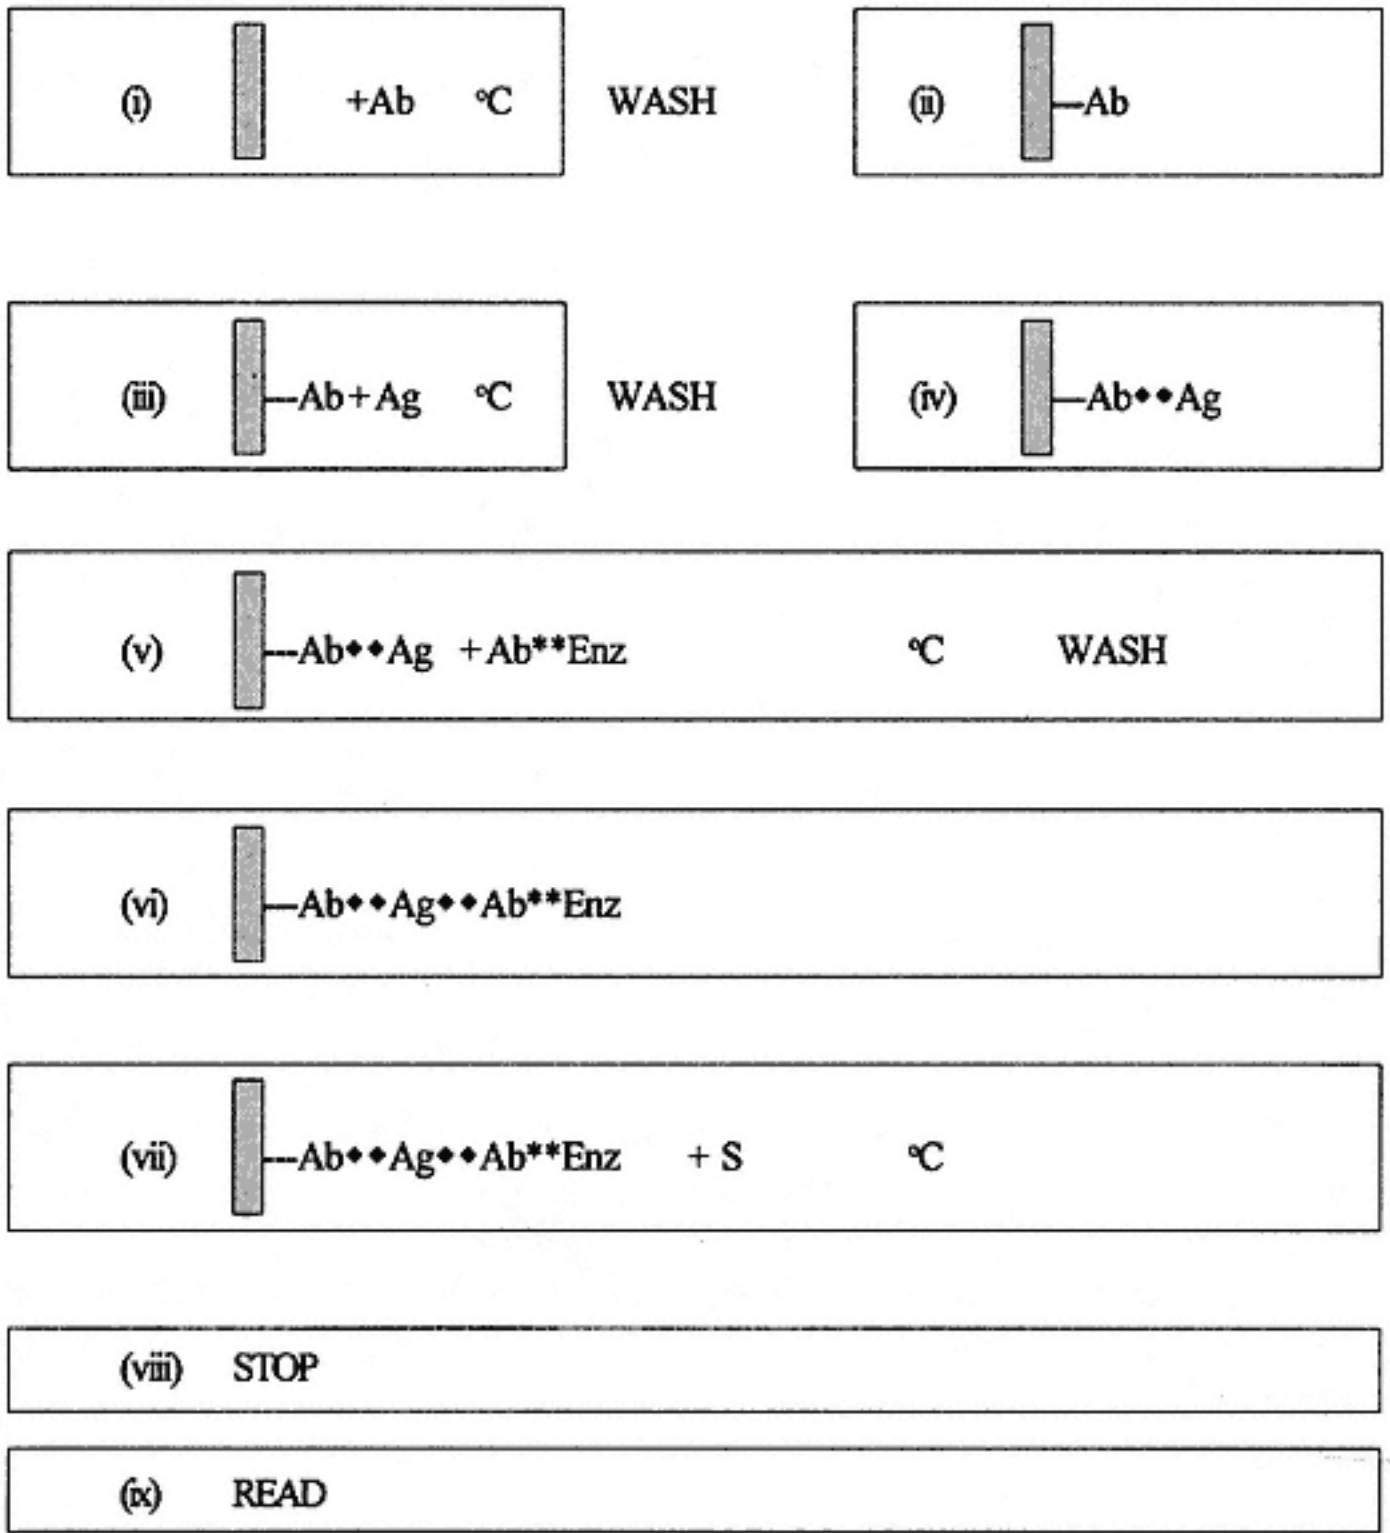 (i) +Ab °C WASH (ii) —Ab
(iii) ---Ab+Ag °C WASH (iv) —Ab◆◆Ag
(v) ---Ab◆◆Ag +Ab**Enz °C WASH
(vi) —Ab◆◆Ag◆◆Ab**Enz
(vii) ---Ab◆◆Ag◆◆Ab**Enz + S °C
(viii) STOP
(ix) READ